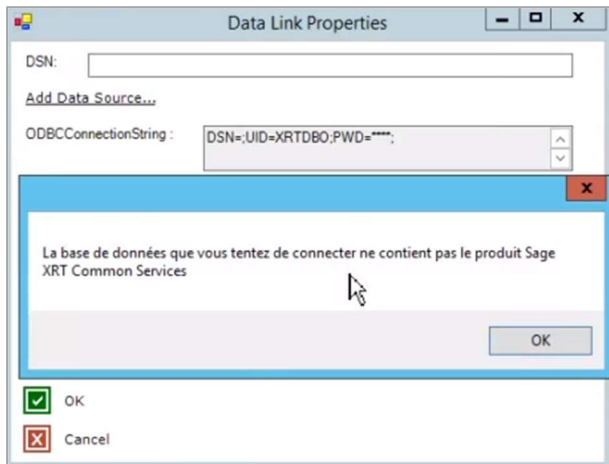 Data Link Properties
DSN:
Add Data Source...
ODBCConnectionString : DSN=;UID=XRTDBO;PWD=****;
La base de données que vous tentez de connecter ne contient pas le produit Sage
XRT Common Services
OK
OK
Cancel